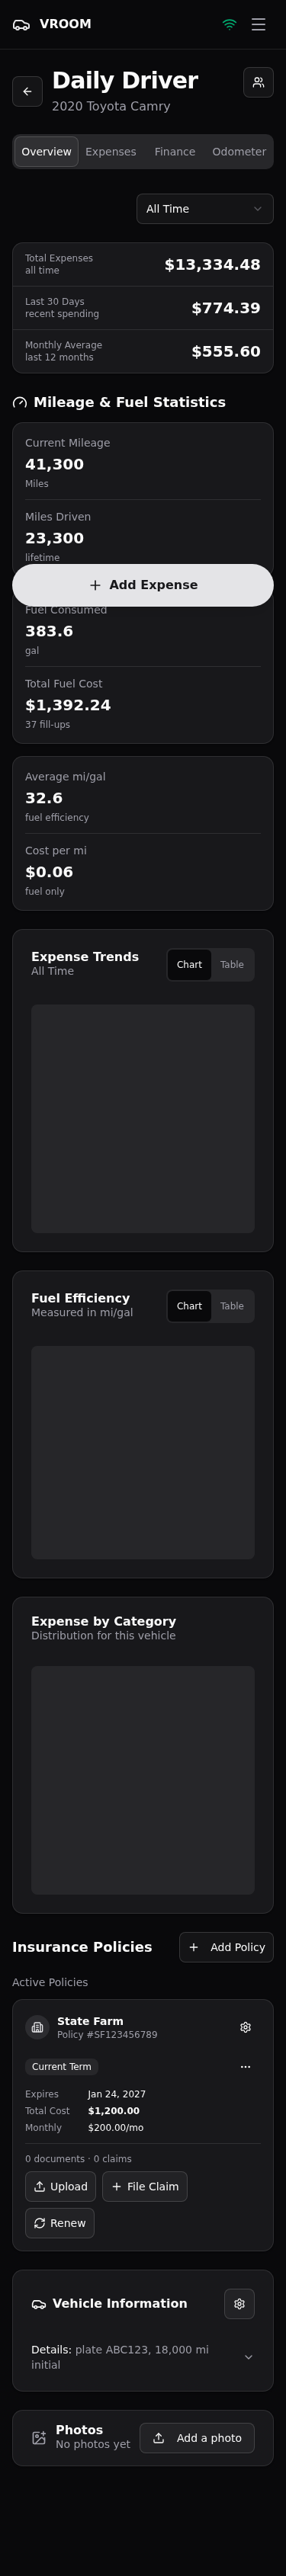 VROOM
Daily Driver
2020 Toyota Camry
Overview Expenses Finance Odometer
All Time
Total Expenses
all time
$13,334.48
Last 30 Days
recent spending
$774.39
Monthly Average
last 12 months
$555.60
Mileage & Fuel Statistics
Current Mileage
41,300
Miles
Miles Driven
23,300
lifetime
Add Expense
Fuel Consumed
383.6
gal
Total Fuel Cost
$1,392.24
37 fill-ups
Average mi/gal
32.6
fuel efficiency
Cost per mi
$0.06
fuel only
Expense Trends
All Time
Chart Table
Fuel Efficiency
Measured in mi/gal
Chart Table
Expense by Category
Distribution for this vehicle
Insurance Policies
Add Policy
Active Policies
State Farm
Policy #SF123456789
Current Term
Expires Jan 24, 2027
Total Cost $1,200.00
Monthly $200.00/mo
0 documents · 0 claims
Upload File Claim
Renew
Vehicle Information
Details: plate ABC123, 18,000 mi
initial
Photos
No photos yet
Add a photo